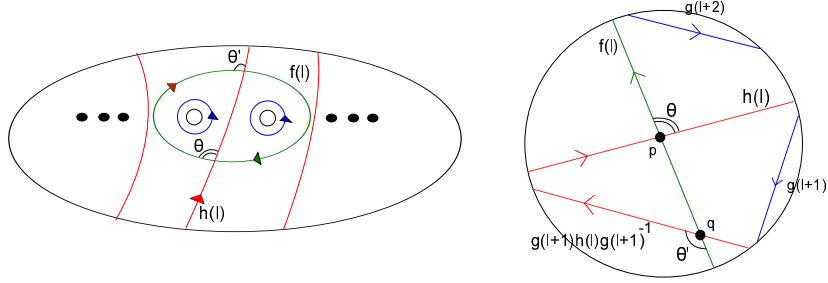 θ'
f(l)
θ
h(l)
g(l+2)
f(l)
θ
h(l)
p
g(l+1)
q
g(l+1)h(l)g(l+1)⁻¹
θ'